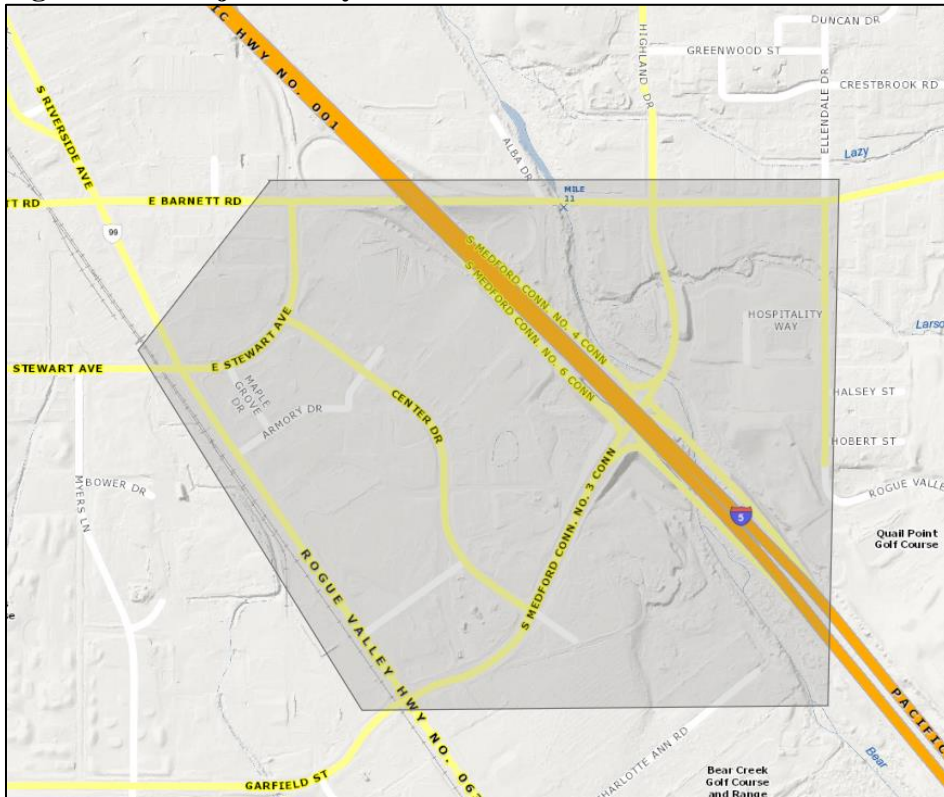 IC HWY NO. 001
DUNCAN DR
GREENWOOD ST
CRESTBROOK RD
HIGHLAND DR
ELLENDALE DR
S RIVERSIDE AVE
ALBA DR
Lazy
MILE
11
TT RD
E BARNETT RD
99
S MEDFORD CONN. NO. 4 CONN
S MEDFORD CONN. NO. 6 CONN
HOSPITALITY
WAY
Larso
STEWART AVE
E STEWART AVE
MAPLE
GROVE
DR
ARMORY DR
CENTER DR
HALSEY ST
HOBERT ST
S MEDFORD CONN. NO. 3 CONN
MYERS LN
BOWER DR
ROGUE VALLE
5
Quail Point
Golf Course
ROGUE VALLEY HWY NO. 06
PACIFIC
CHARLOTTE ANN RD
Bear
GARFIELD ST
Bear Creek
Golf Course
and Range